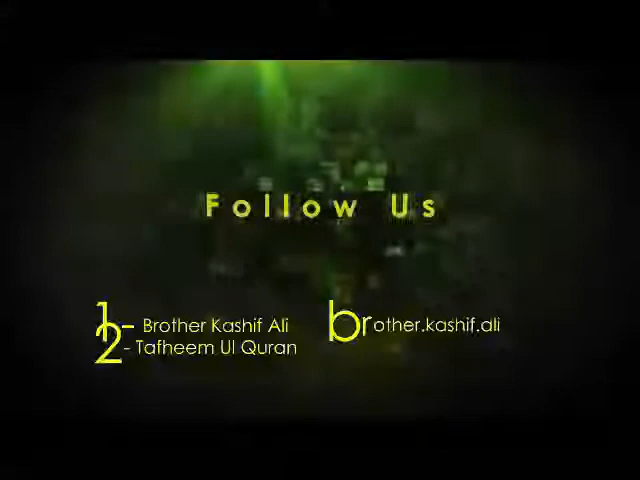 Follow Us
1- Brother Kashif Ali
2- Tafheem Ul Quran
brother.kashif.ali